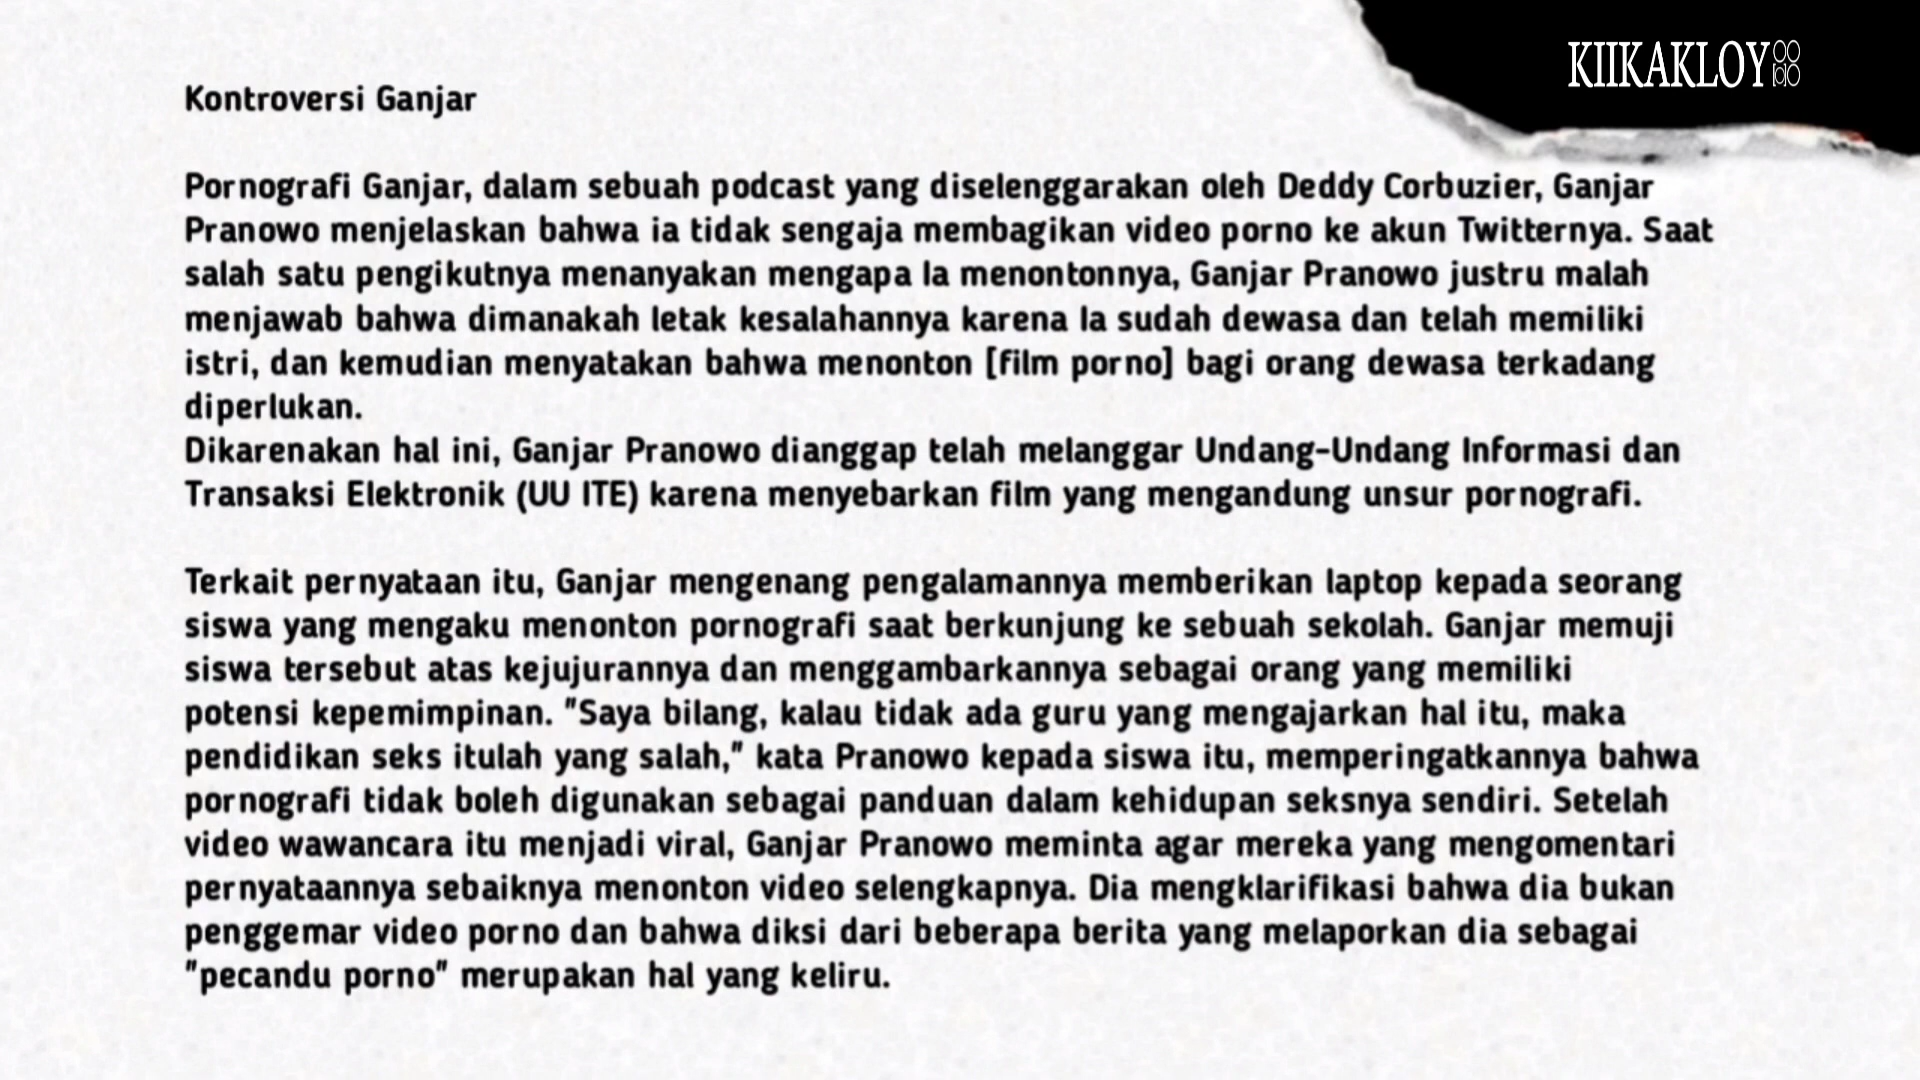 KIIKAKLOY
Kontroversi Ganjar
Pornografi Ganjar, dalam sebuah podcast yang diselenggarakan oleh Deddy Corbuzier, Ganjar
Pranowo menjelaskan bahwa ia tidak sengaja membagikan video porno ke akun Twitternya. Saat
salah satu pengikutnya menanyakan mengapa Ia menontonnya, Ganjar Pranowo justru malah
menjawab bahwa dimanakah letak kesalahannya karena Ia sudah dewasa dan telah memiliki
istri, dan kemudian menyatakan bahwa menonton [film porno] bagi orang dewasa terkadang
diperlukan.
Dikarenakan hal ini, Ganjar Pranowo dianggap telah melanggar Undang-Undang Informasi dan
Transaksi Elektronik (UU ITE) karena menyebarkan film yang mengandung unsur pornografi.
Terkait pernyataan itu, Ganjar mengenang pengalamannya memberikan laptop kepada seorang
siswa yang mengaku menonton pornografi saat berkunjung ke sebuah sekolah. Ganjar memuji
siswa tersebut atas kejujurannya dan menggambarkannya sebagai orang yang memiliki
potensi kepemimpinan. "Saya bilang, kalau tidak ada guru yang mengajarkan hal itu, maka
pendidikan seks itulah yang salah," kata Pranowo kepada siswa itu, memperingatkannya bahwa
pornografi tidak boleh digunakan sebagai panduan dalam kehidupan seksnya sendiri. Setelah
video wawancara itu menjadi viral, Ganjar Pranowo meminta agar mereka yang mengomentari
pernyataannya sebaiknya menonton video selengkapnya. Dia mengklarifikasi bahwa dia bukan
penggemar video porno dan bahwa diksi dari beberapa berita yang melaporkan dia sebagai
"pecandu porno" merupakan hal yang keliru.